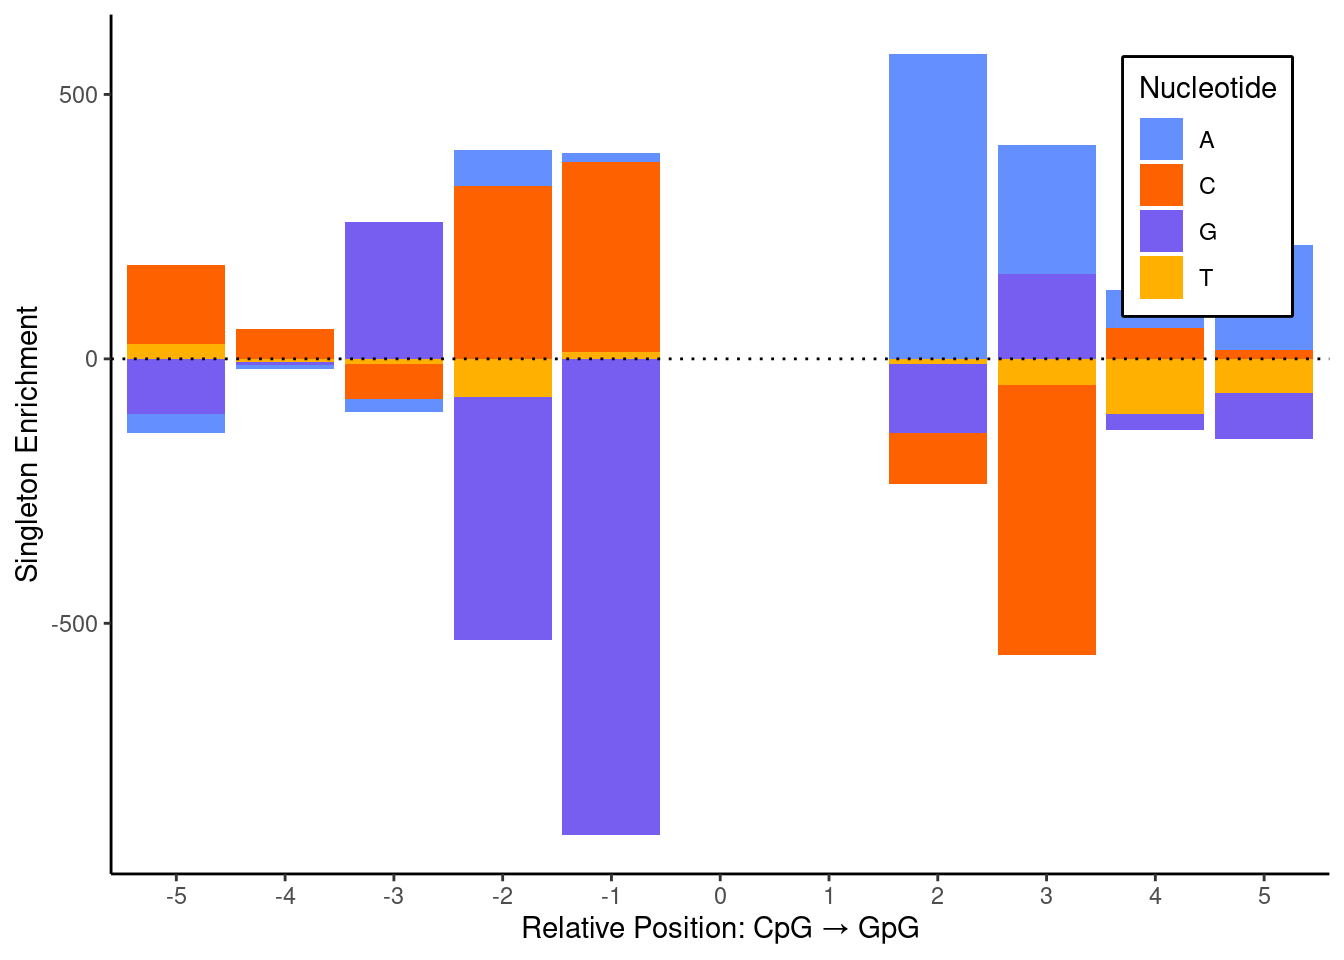 Nucleotide
A
C
G
T
500
0
-500
Singleton Enrichment
-5 -4 -3 -2 -1 0 1 2 3 4 5
Relative Position: CpG → GpG